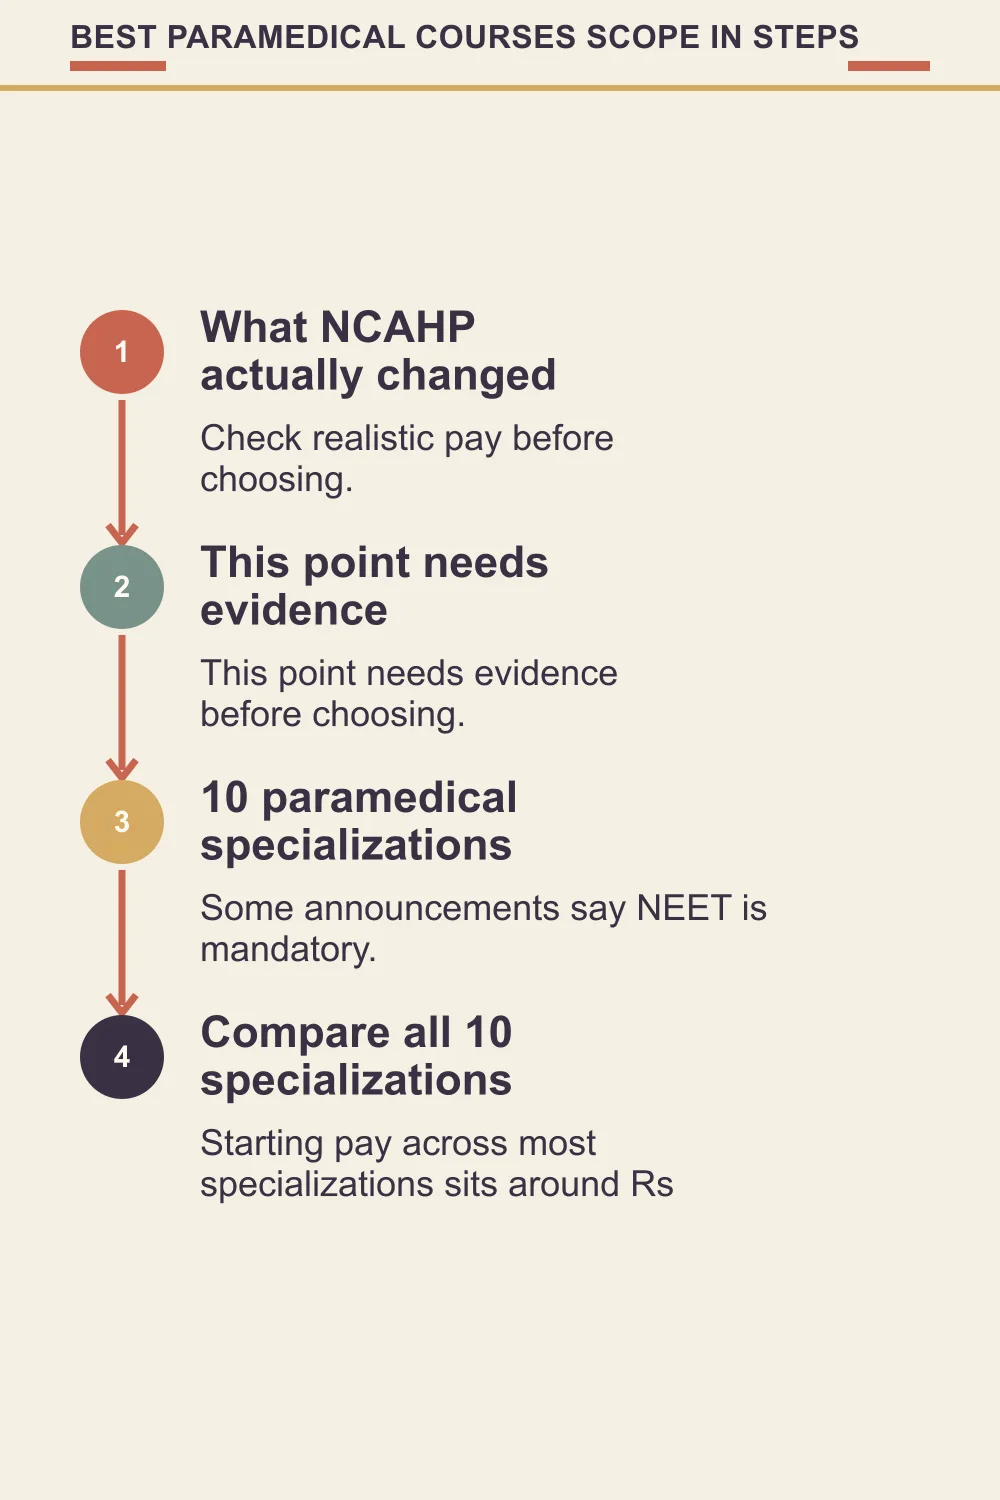 BEST PARAMEDICAL COURSES SCOPE IN STEPS
1
What NCAHP
actually changed
Check realistic pay before
choosing.
2
This point needs
evidence
This point needs evidence
before choosing.
3
10 paramedical
specializations
Some announcements say NEET is
mandatory.
4
Compare all 10
specializations
Starting pay across most
specializations sits around Rs